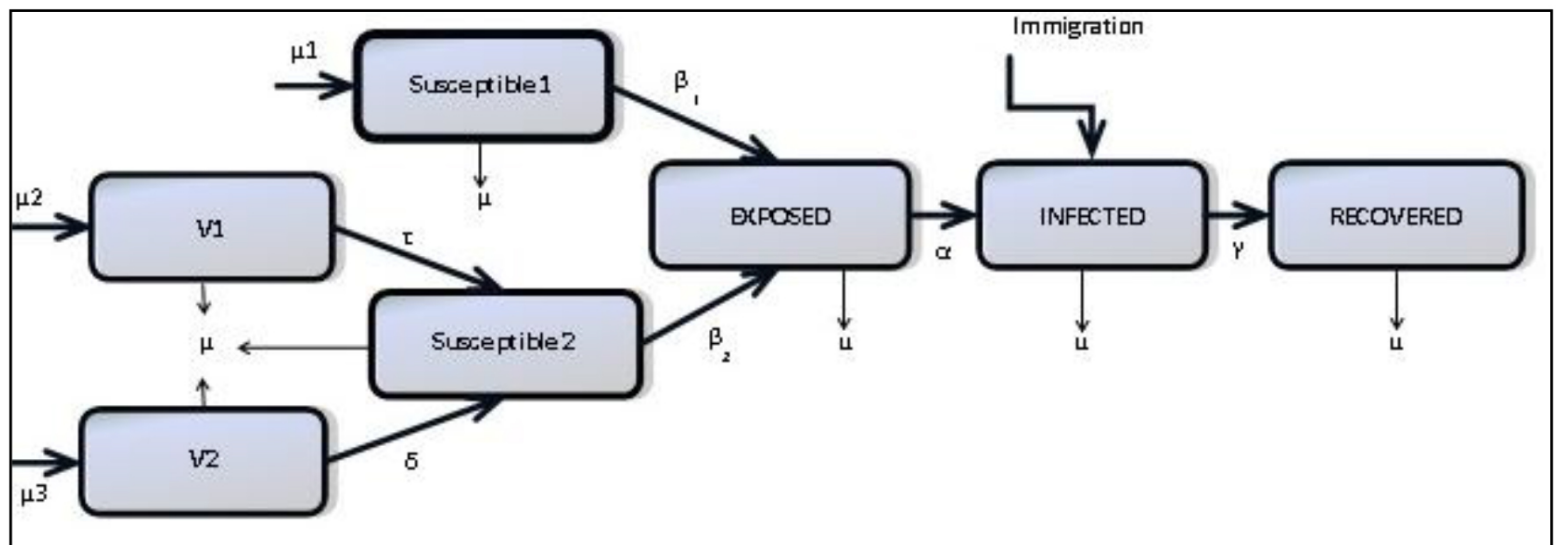 Immigration
μ1
Susceptible1
β1
μ
μ2
V1
τ
EXPOSED
α
INFECTED
γ
RECOVERED
μ
Susceptible2
β2
μ
μ
μ
V2
δ
μ3